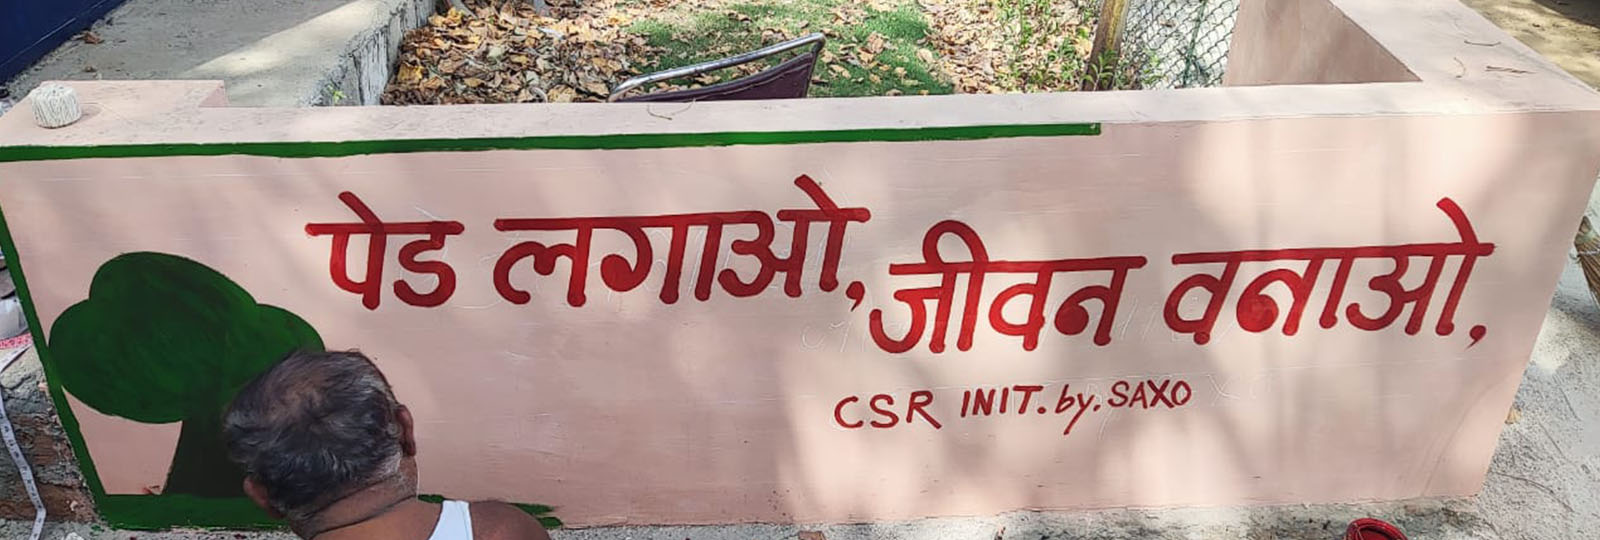 पेड लगाओ, जीवन वनाओ,
CSR INIT. by. SAXO